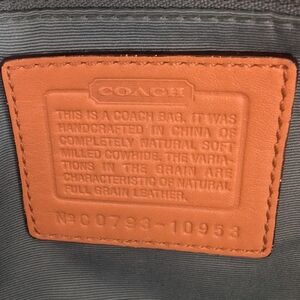 COACH
THIS IS A COACH BAG. IT WAS
HANDCRAFTED IN CHINA OF
COMPLETELY NATURAL SOFT
MILLED COWHIDE. THE VARIA-
TIONS IN THE GRAIN ARE
CHARACTERISTIC OF NATURAL
FULL GRAIN LEATHER.
Nº C0793-10953